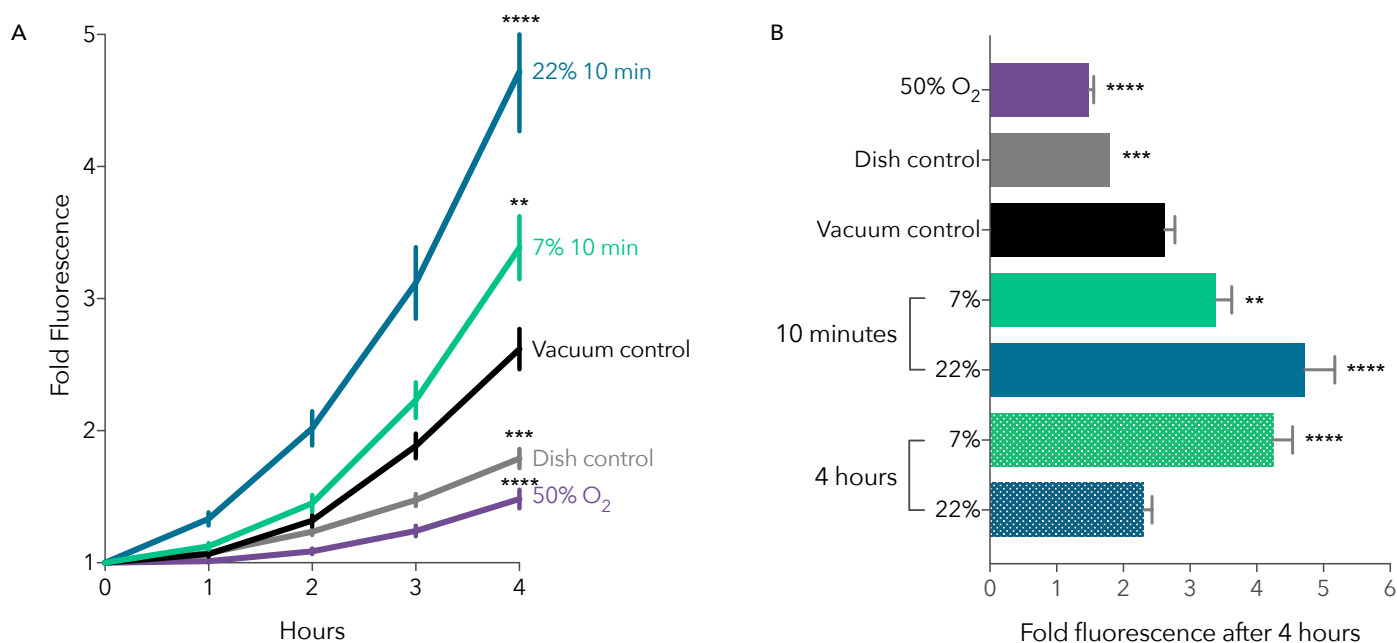 A
5
4
3
2
1
0
1
2
3
4
Hours
Fold Fluorescence
****
22% 10 min
**
7% 10 min
Vacuum control
***
Dish control
****
50% O2
B
50% O2
****
Dish control
***
Vacuum control
10 minutes
7%
**
22%
****
4 hours
7%
****
22%
0
1
2
3
4
5
6
Fold fluorescence after 4 hours